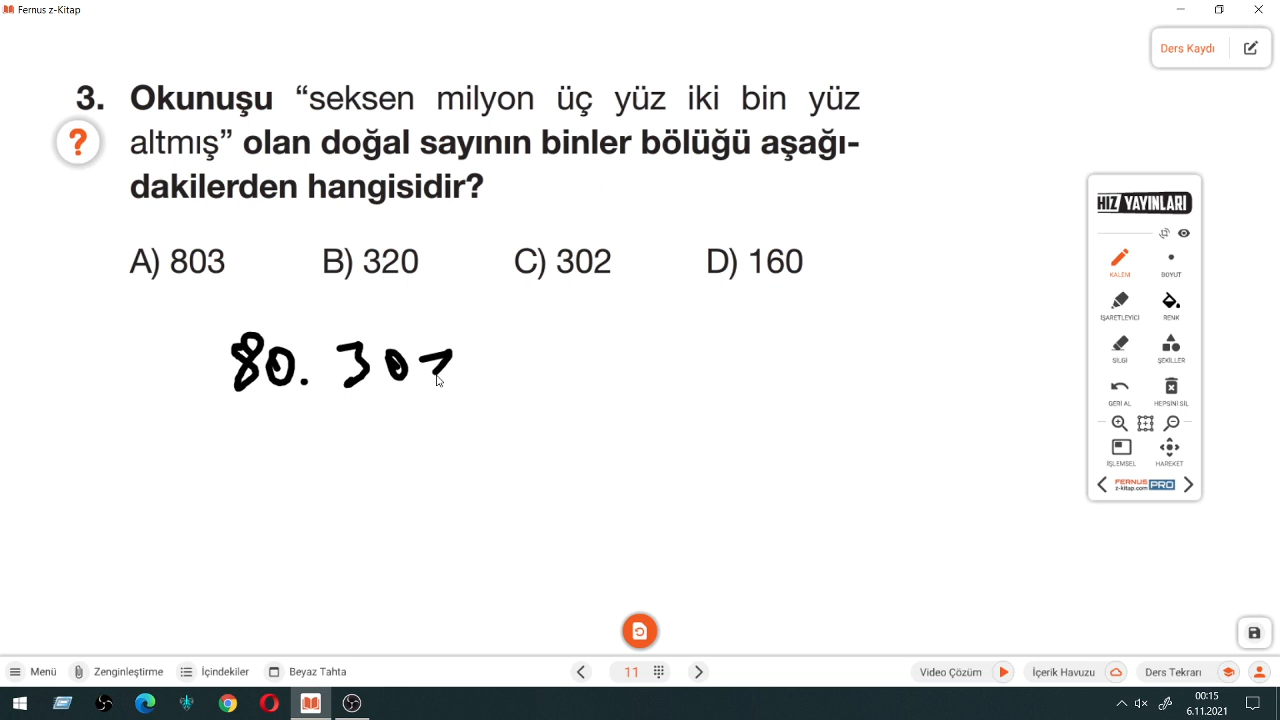 Fernus z-Kitap
Ders Kaydı
3. Okunuşu “seksen milyon üç yüz iki bin yüz
altmış” olan doğal sayının binler bölüğü aşağı-
dakilerden hangisidir?
?
A) 803 B) 320 C) 302 D) 160
80. 302
HIZ YAYINLARI
KALEM BOYUT
İŞARETLEYİCİ RENK
SİLGİ ŞEKİLLER
GERİ AL HEPSİNİ SİL
İŞLEMSEL HAREKET
FERNUS z-kitap.com PRO
Menü Zenginleştirme İçindekiler Beyaz Tahta 11 Video Çözüm İçerik Havuzu Ders Tekrarı
00:15
6.11.2021